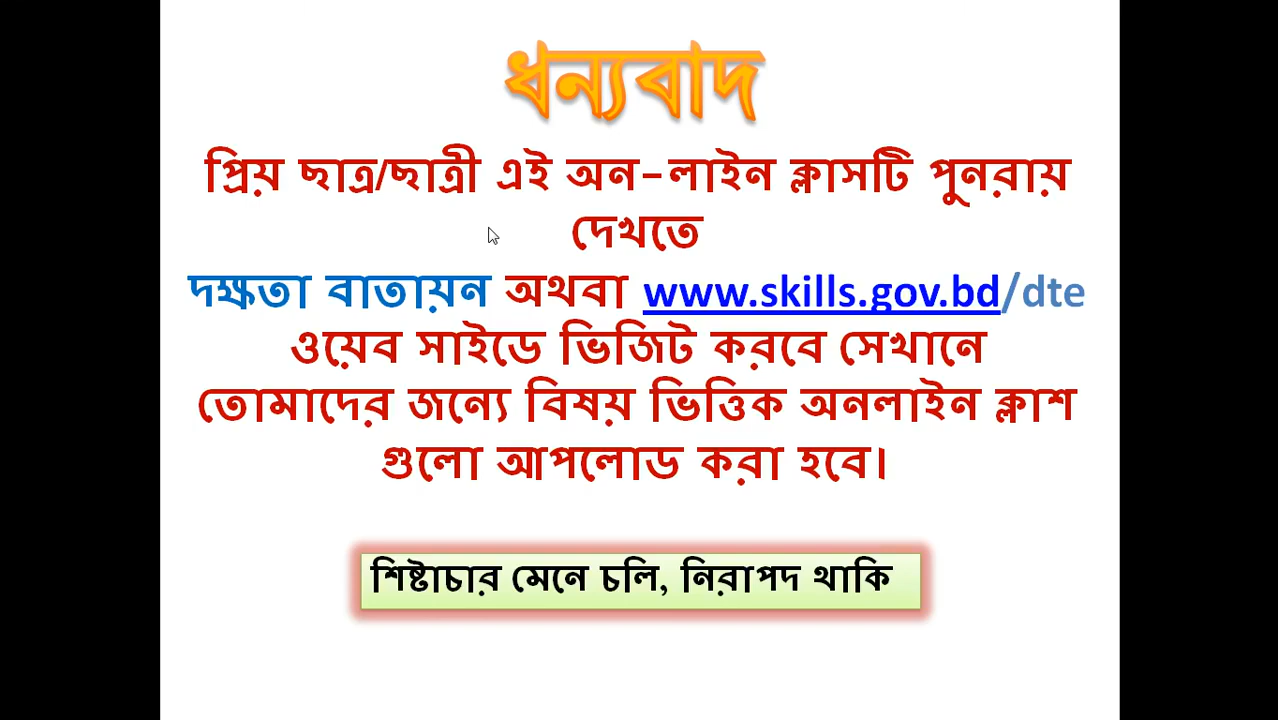 ধন্যবাদ
প্রিয় ছাত্র/ছাত্রী এই অন-লাইন ক্লাসটি পুনরায়
দেখতে
দক্ষতা বাতায়ন অথবা www.skills.gov.bd/dte
ওয়েব সাইডে ভিজিট করবে সেখানে
তোমাদের জন্যে বিষয় ভিত্তিক অনলাইন ক্লাশ
গুলো আপলোড করা হবে।
শিষ্টাচার মেনে চলি, নিরাপদ থাকি